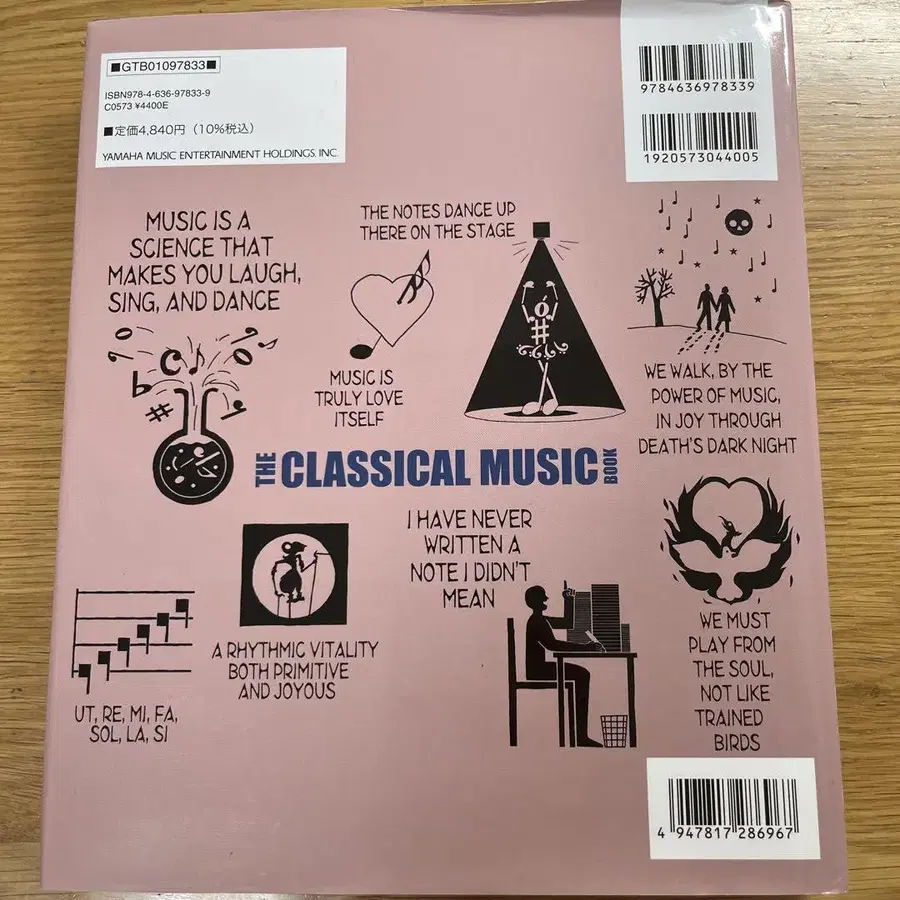 ■GTB01097833■
ISBN978-4-636-97833-9
C0573 ¥4400E
■定価4,840円（10%税込）
YAMAHA MUSIC ENTERTAINMENT HOLDINGS, INC.
9784636978339
1920573044005
MUSIC IS A
SCIENCE THAT
MAKES YOU LAUGH,
SING, AND DANCE
THE NOTES DANCE UP
THERE ON THE STAGE
MUSIC IS
TRULY LOVE
ITSELF
WE WALK, BY THE
POWER OF MUSIC,
IN JOY THROUGH
DEATH'S DARK NIGHT
THE CLASSICAL MUSIC BOOK
I HAVE NEVER
WRITTEN A
NOTE I DIDN'T
MEAN
A RHYTHMIC VITALITY
BOTH PRIMITIVE
AND JOYOUS
UT, RE, MI, FA,
SOL, LA, SI
WE MUST
PLAY FROM
THE SOUL,
NOT LIKE
TRAINED
BIRDS
4 947817 286967